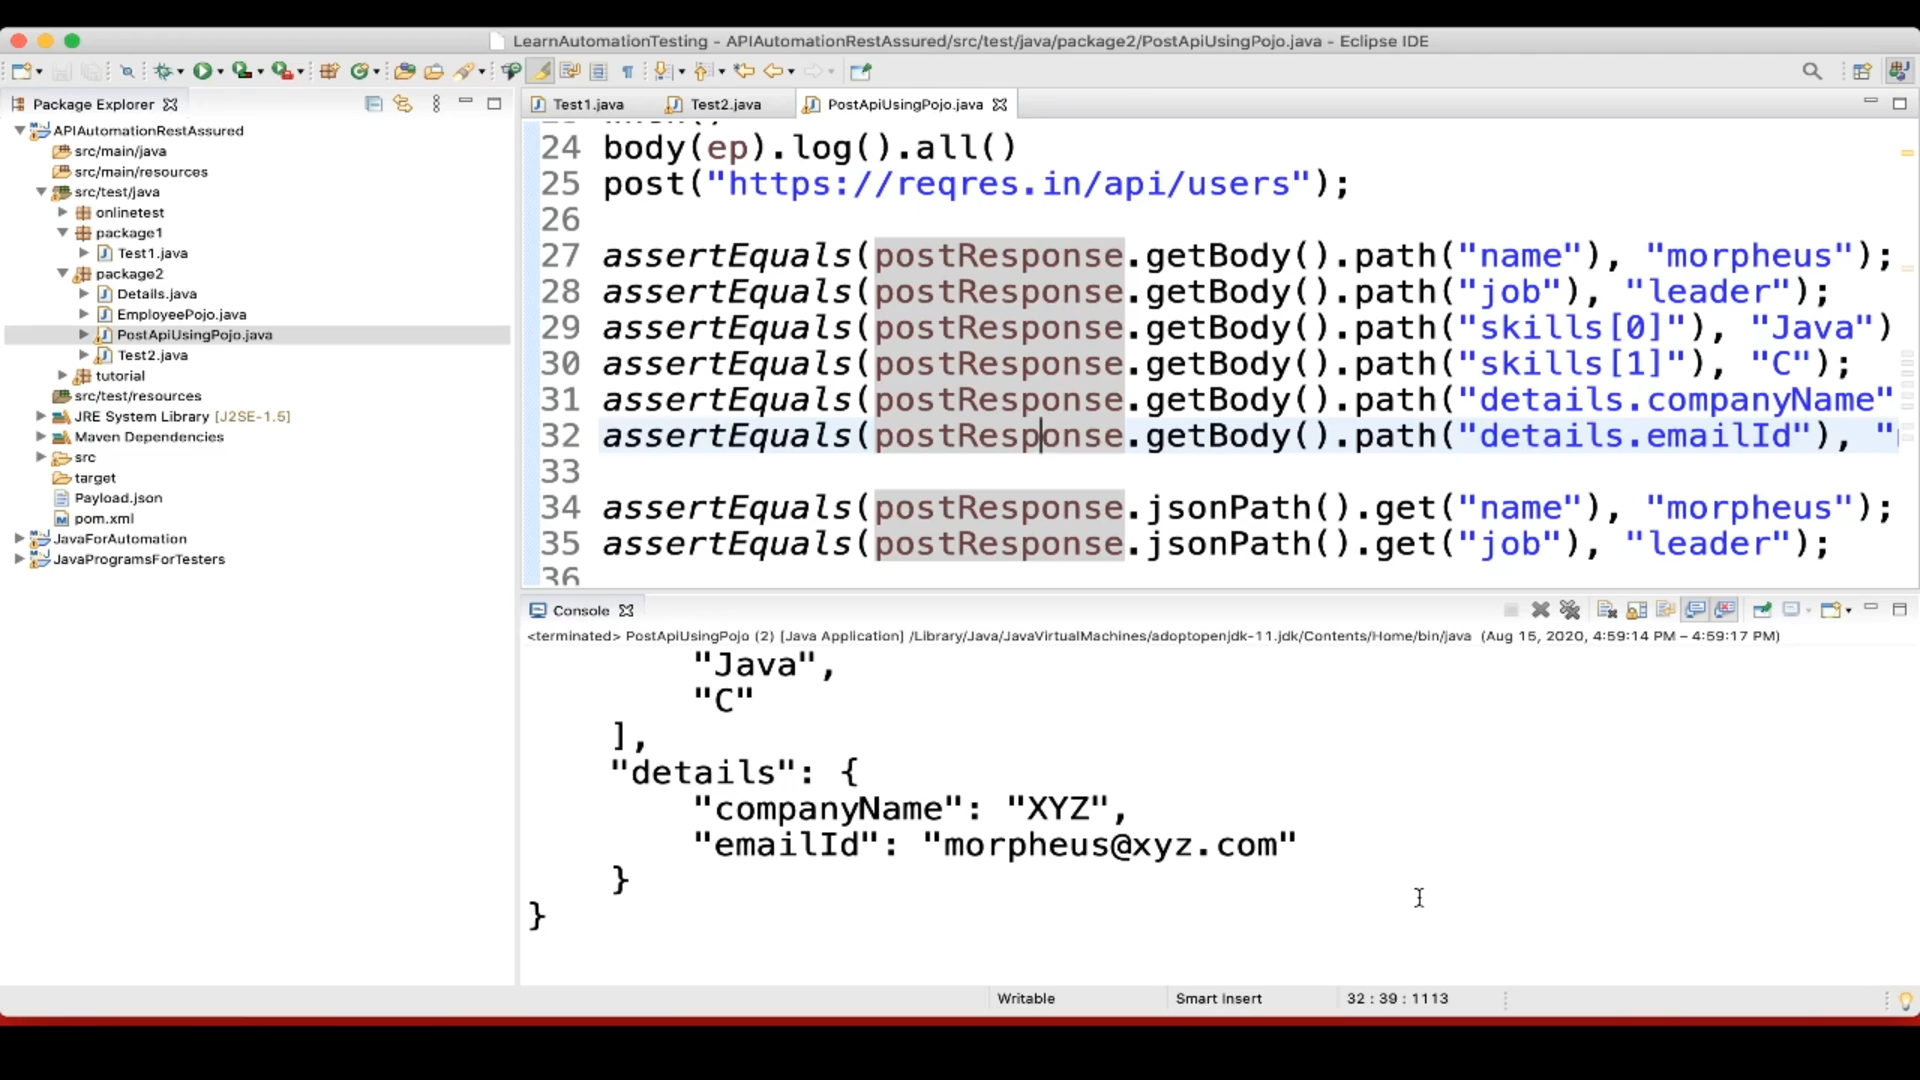 LearnAutomationTesting - APIAutomationRestAssured/src/test/java/package2/PostApiUsingPojo.java - Eclipse IDE
Package Explorer
APIAutomationRestAssured
src/main/java
src/main/resources
src/test/java
onlinetest
package1
Test1.java
package2
Details.java
EmployeePojo.java
PostApiUsingPojo.java
Test2.java
tutorial
src/test/resources
JRE System Library [J2SE-1.5]
Maven Dependencies
src
target
Payload.json
pom.xml
JavaForAutomation
JavaProgramsForTesters
Test1.java Test2.java PostApiUsingPojo.java
24 body(ep).log().all()
25 post("https://reqres.in/api/users");
26
27 assertEquals(postResponse.getBody().path("name"), "morpheus");
28 assertEquals(postResponse.getBody().path("job"), "leader");
29 assertEquals(postResponse.getBody().path("skills[0]"), "Java")
30 assertEquals(postResponse.getBody().path("skills[1]"), "C");
31 assertEquals(postResponse.getBody().path("details.companyName"
32 assertEquals(postResponse.getBody().path("details.emailId"), "
33
34 assertEquals(postResponse.jsonPath().get("name"), "morpheus");
35 assertEquals(postResponse.jsonPath().get("job"), "leader");
36
Console
<terminated> PostApiUsingPojo (2) [Java Application] /Library/Java/JavaVirtualMachines/adoptopenjdk-11.jdk/Contents/Home/bin/java (Aug 15, 2020, 4:59:14 PM – 4:59:17 PM)
"Java",
"C"
],
"details": {
"companyName": "XYZ",
"emailId": "morpheus@xyz.com"
}
}
Writable Smart Insert 32 : 39 : 1113